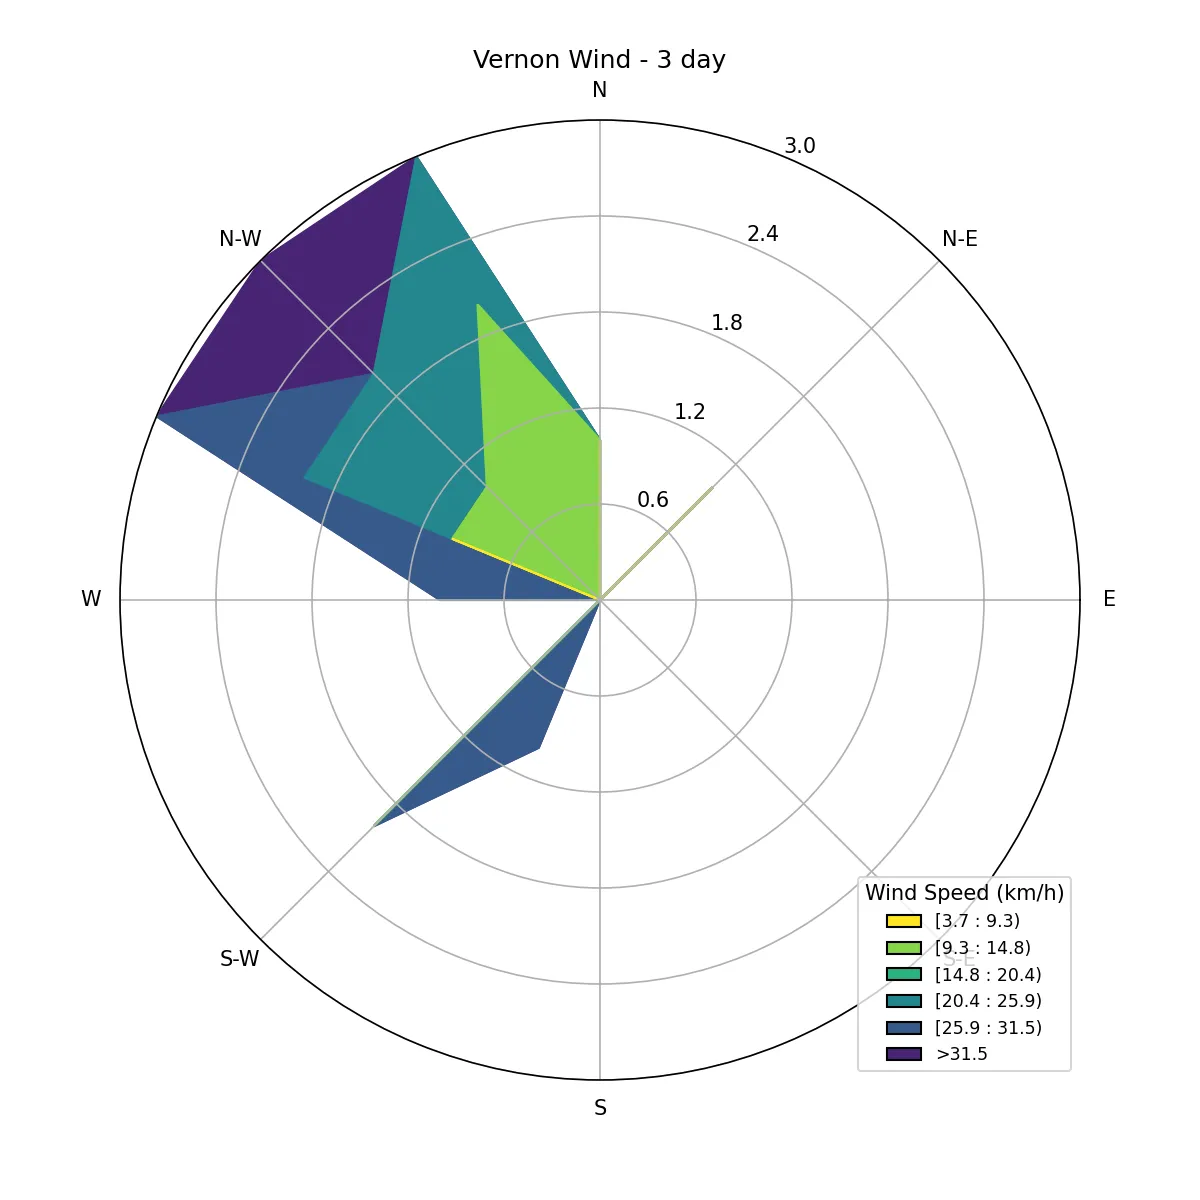 Vernon Wind - 3 day
N
3.0
2.4
N-W
N-E
1.8
1.2
0.6
W
E
Wind Speed (km/h)
[3.7 : 9.3)
[9.3 : 14.8)
S-W
S-E
[14.8 : 20.4)
[20.4 : 25.9)
[25.9 : 31.5)
>31.5
S